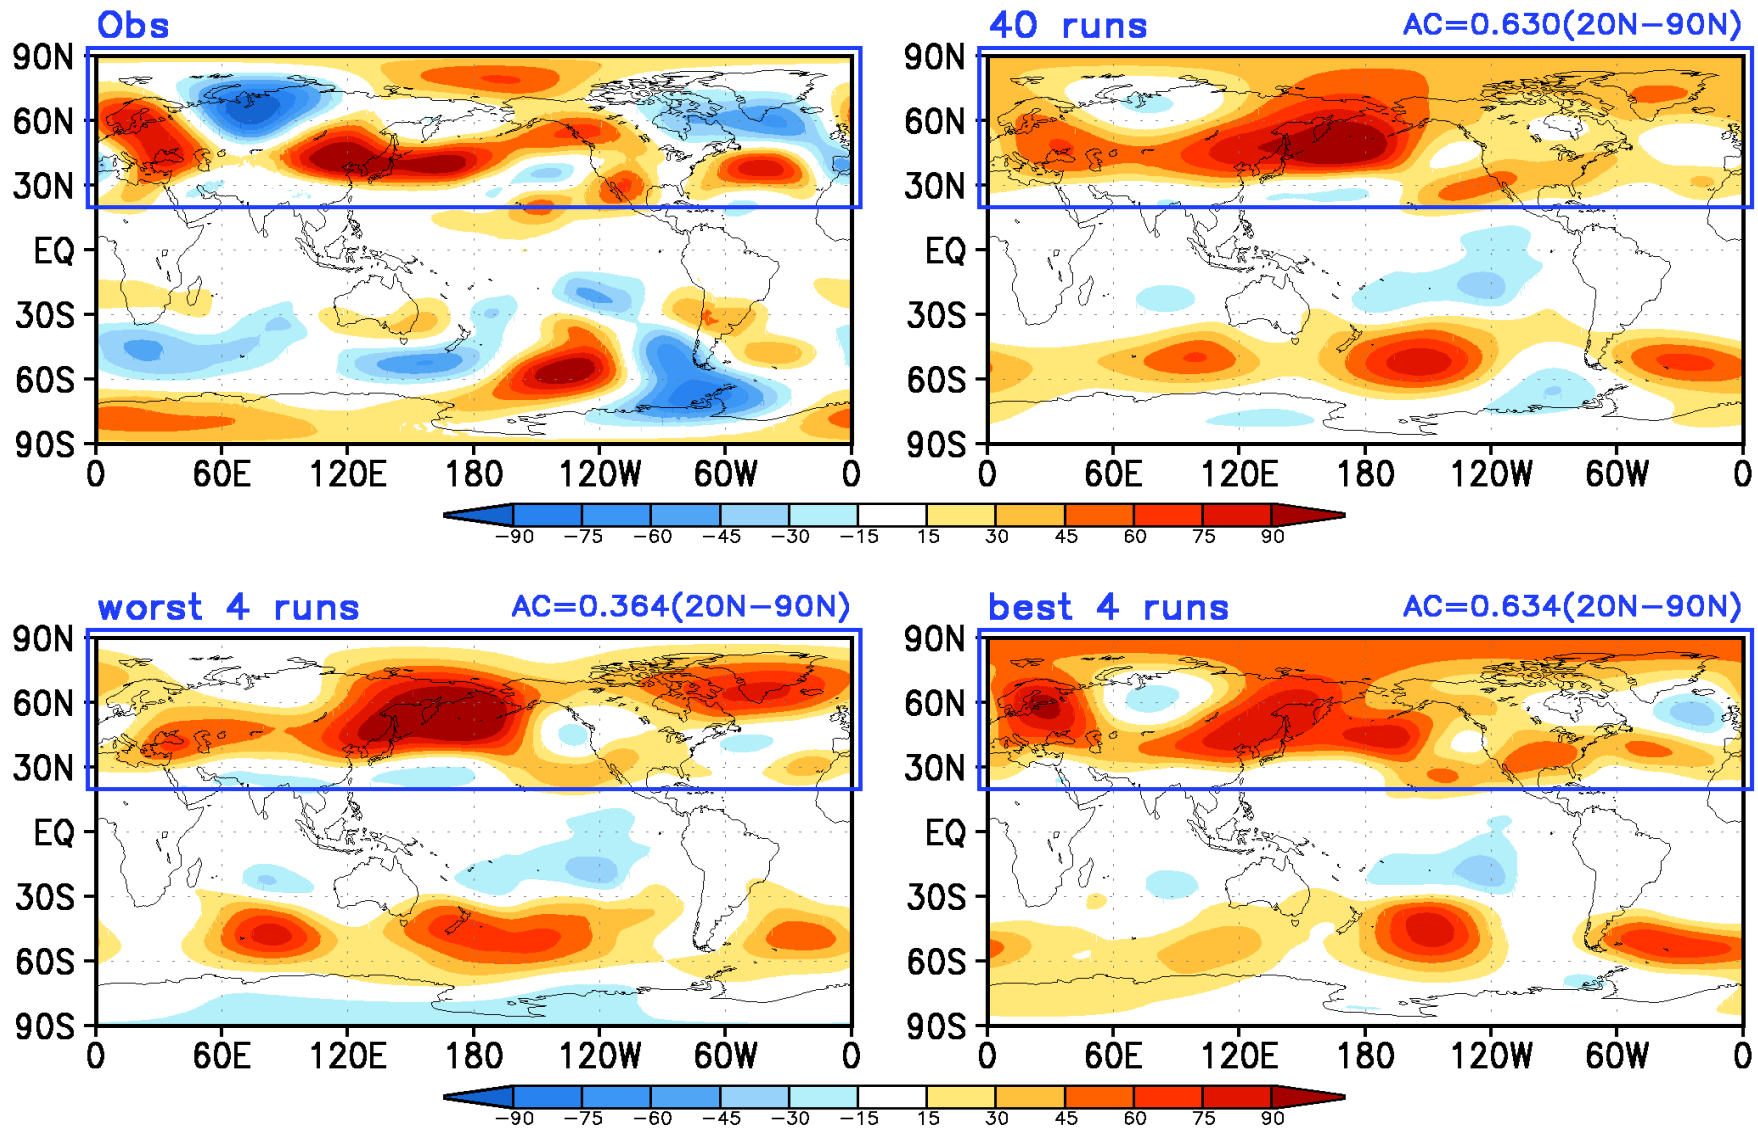 Obs
40 runs AC=0.630(20N−90N)
90N
60N
30N
EQ
30S
60S
90S
0 60E 120E 180 120W 60W 0
90N
60N
30N
EQ
30S
60S
90S
0 60E 120E 180 120W 60W 0
−90 −75 −60 −45 −30 −15 15 30 45 60 75 90
worst 4 runs AC=0.364(20N−90N)
best 4 runs AC=0.634(20N−90N)
90N
60N
30N
EQ
30S
60S
90S
0 60E 120E 180 120W 60W 0
90N
60N
30N
EQ
30S
60S
90S
0 60E 120E 180 120W 60W 0
−90 −75 −60 −45 −30 −15 15 30 45 60 75 90